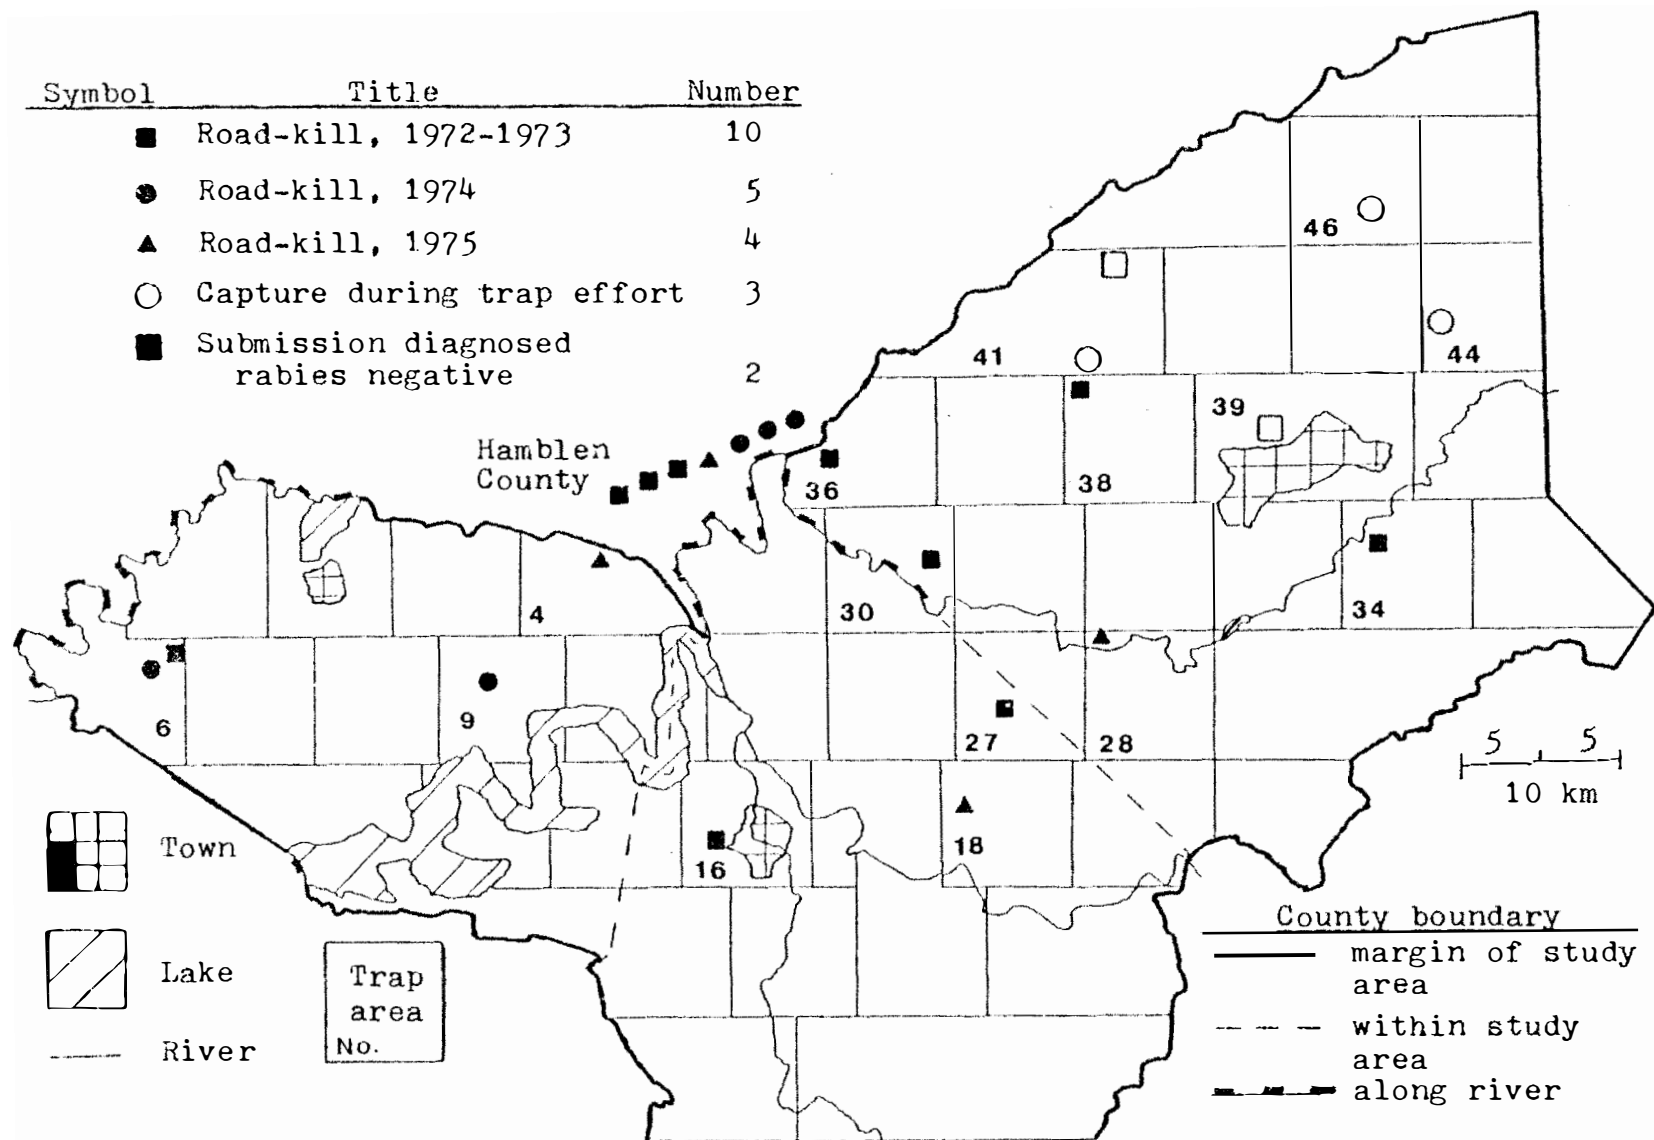 Symbol Title Number
Road-kill, 1972-1973 10
Road-kill, 1974 5
Road-kill, 1975 4
Capture during trap effort 3
Submission diagnosed
rabies negative 2
Hamblen
County
46
41
44
39
36
38
4
30
34
6
9
27
28
16
18
5 5
10 km
Town
Lake
River
Trap
area
No.
County boundary
margin of study
area
within study
area
along river